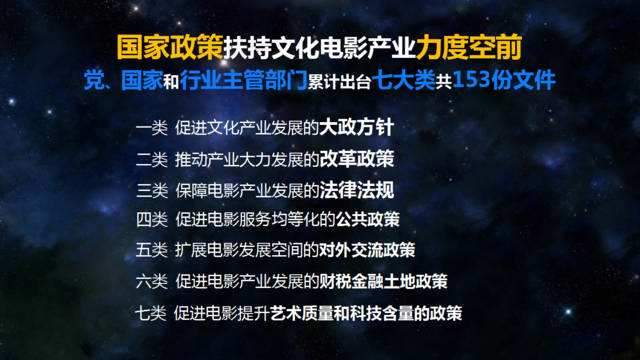 国家政策扶持文化电影产业力度空前
党、国家和行业主管部门累计出台七大类共153份文件
一类 促进文化产业发展的大政方针
二类 推动产业大力发展的改革政策
三类 保障电影产业发展的法律法规
四类 促进电影服务均等化的公共政策
五类 扩展电影发展空间的对外交流政策
六类 促进电影产业发展的财税金融土地政策
七类 促进电影提升艺术质量和科技含量的政策